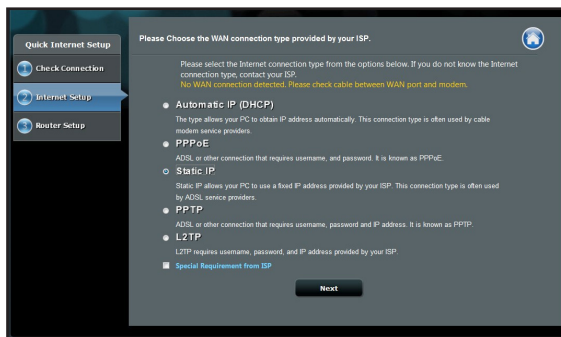 Quick Internet Setup
1 Check Connection
2 Internet Setup
3 Router Setup
Please Choose the WAN connection type provided by your ISP.
Please select the Internet connection type from the options below. If you do not know the Internet
connection type, contact your ISP.
No WAN connection detected. Please check cable between WAN port and modem.
Automatic IP (DHCP)
The type allows your PC to obtain IP address automatically. This connection type is often used by cable
modem service providers.
PPPoE
ADSL or other connection that requires username, and password. It is known as PPPoE.
Static IP
Static IP allows your PC to use a fixed IP address provided by your ISP. This connection type is often used
by ADSL service providers.
PPTP
ADSL or other connection that requires username, password and IP address. It is known as PPTP.
L2TP
L2TP requires username, password, and IP address provided by your ISP.
Special Requirement from ISP
Next